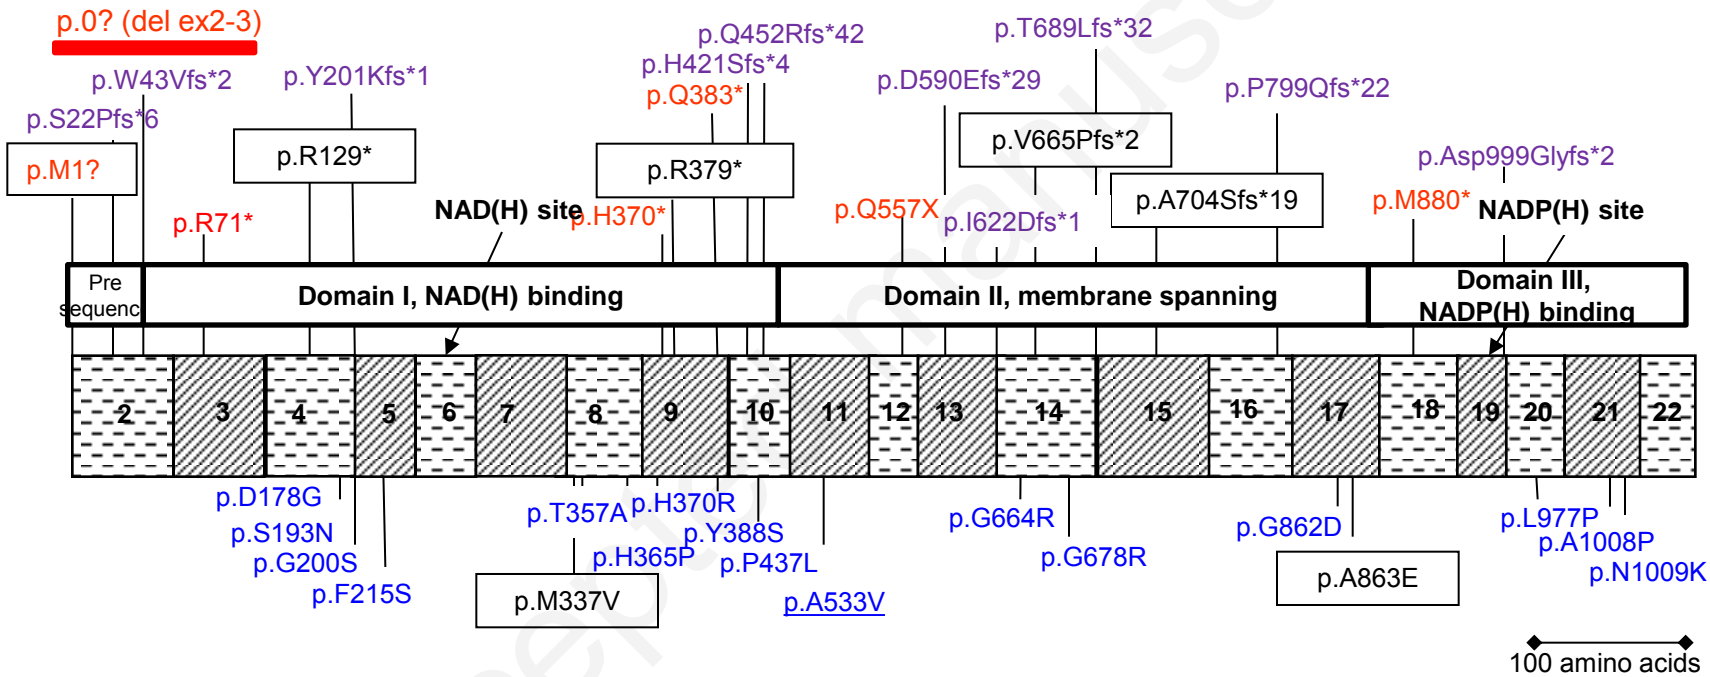 p.0? (del ex2-3)
p.Q452Rfs*42
p.T689Lfs*32
p.W43Vfs*2
p.Y201Kfs*1
p.H421Sfs*4
p.D590Efs*29
p.Q383*
p.P799Qfs*22
p.S22Pfs*6
p.V665Pfs*2
p.R129*
p.M1?
p.R379*
p.Asp999Glyfs*2
p.A704Sfs*19
p.R71*
NAD(H) site
p.H370*
p.Q557X
p.I622Dfs*1
p.M880*
NADP(H) site
Pre
sequenc
Domain I, NAD(H) binding
Domain II, membrane spanning
Domain III,
NADP(H) binding
2 3 4 5 6 7 8 9 10 11 12 13 14 15 16 17 18 19 20 21 22
p.D178G
p.S193N
p.G200S
p.F215S
p.T357A
p.H370R
p.Y388S
p.H365P
p.P437L
p.M337V
p.A533V
p.G664R
p.G678R
p.G862D
p.A863E
p.L977P
p.A1008P
p.N1009K
100 amino acids
cepted manusc